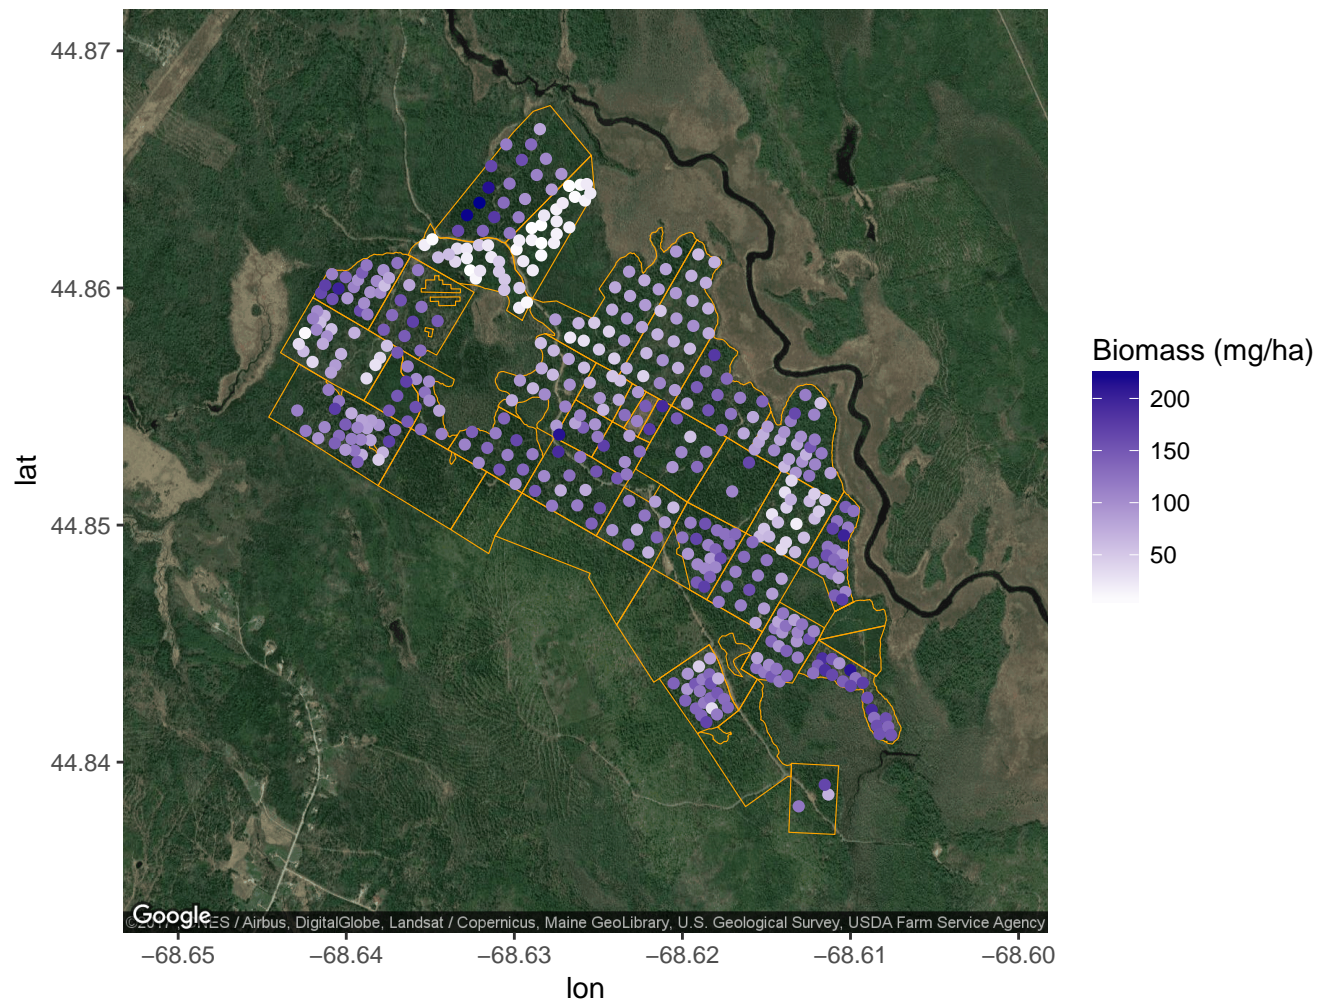 44.87
44.86
44.85
44.84
lat
−68.65
−68.64
−68.63
−68.62
−68.61
−68.60
lon
Biomass (mg/ha)
200
150
100
50
Google
/ Airbus, DigitalGlobe, Landsat / Copernicus, Maine GeoLibrary, U.S. Geological Survey, USDA Farm Service Agency